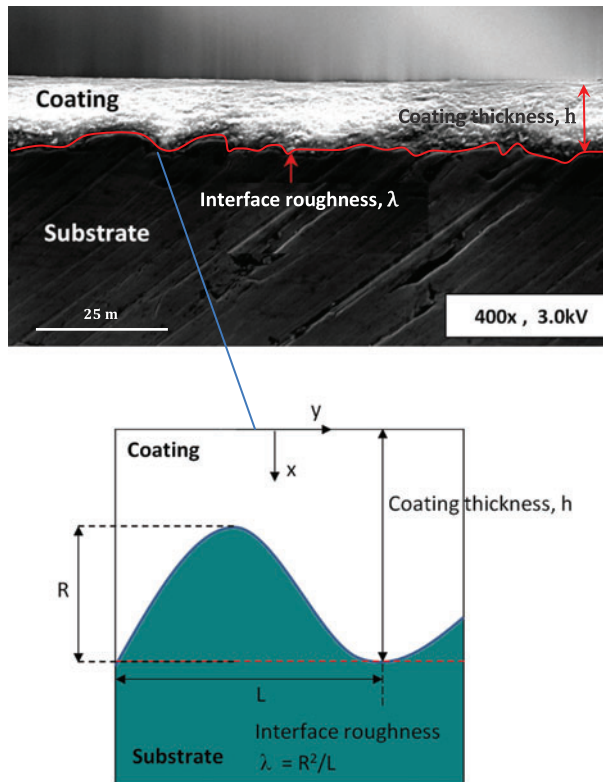 Coating
Coating thickness, h
Interface roughness, λ
Substrate
25 m
400x , 3.0kV
y
Coating
x
Coating thickness, h
R
L
Interface roughness
λ = R²/L
Substrate